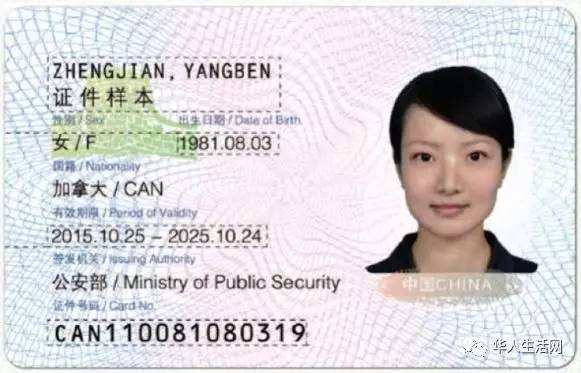 ZHENGJIAN, YANGBEN
证件样本
性别 / Sex 出生日期 / Date of Birth
女 / F 1981.08.03
国籍 / Nationality
加拿大 / CAN
有效期限 / Period of Validity
2015.10.25 – 2025.10.24
签发机关 / Issuing Authority
公安部 / Ministry of Public Security
证件号码 / Card No.
CAN110081080319
中国CHINA
华人生活网